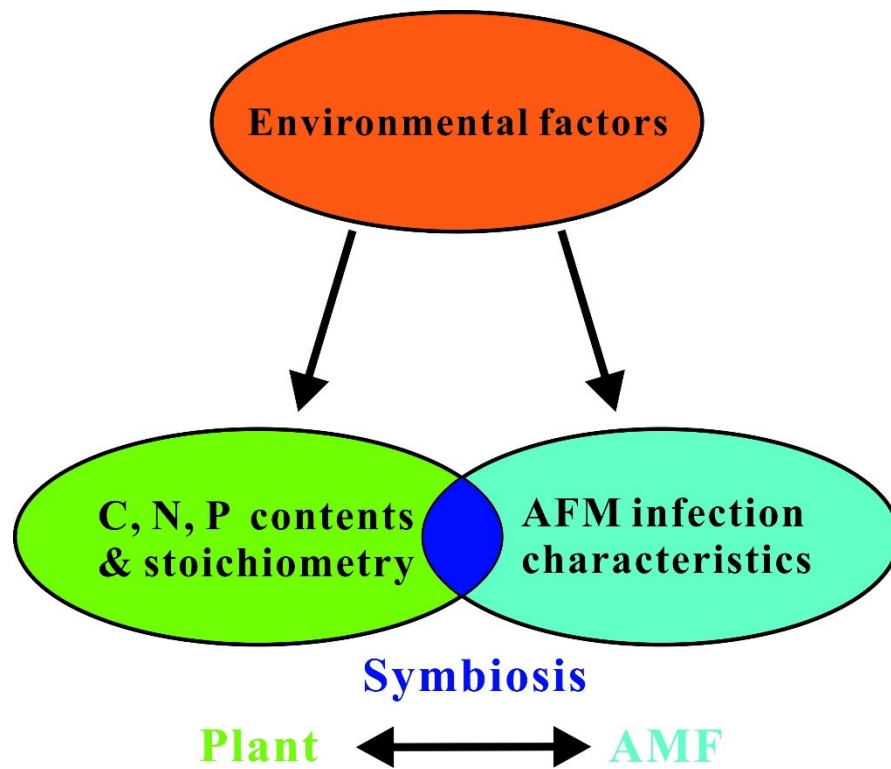 Environmental factors
C, N, P contents
& stoichiometry
AFM infection
characteristics
Symbiosis
Plant
AMF